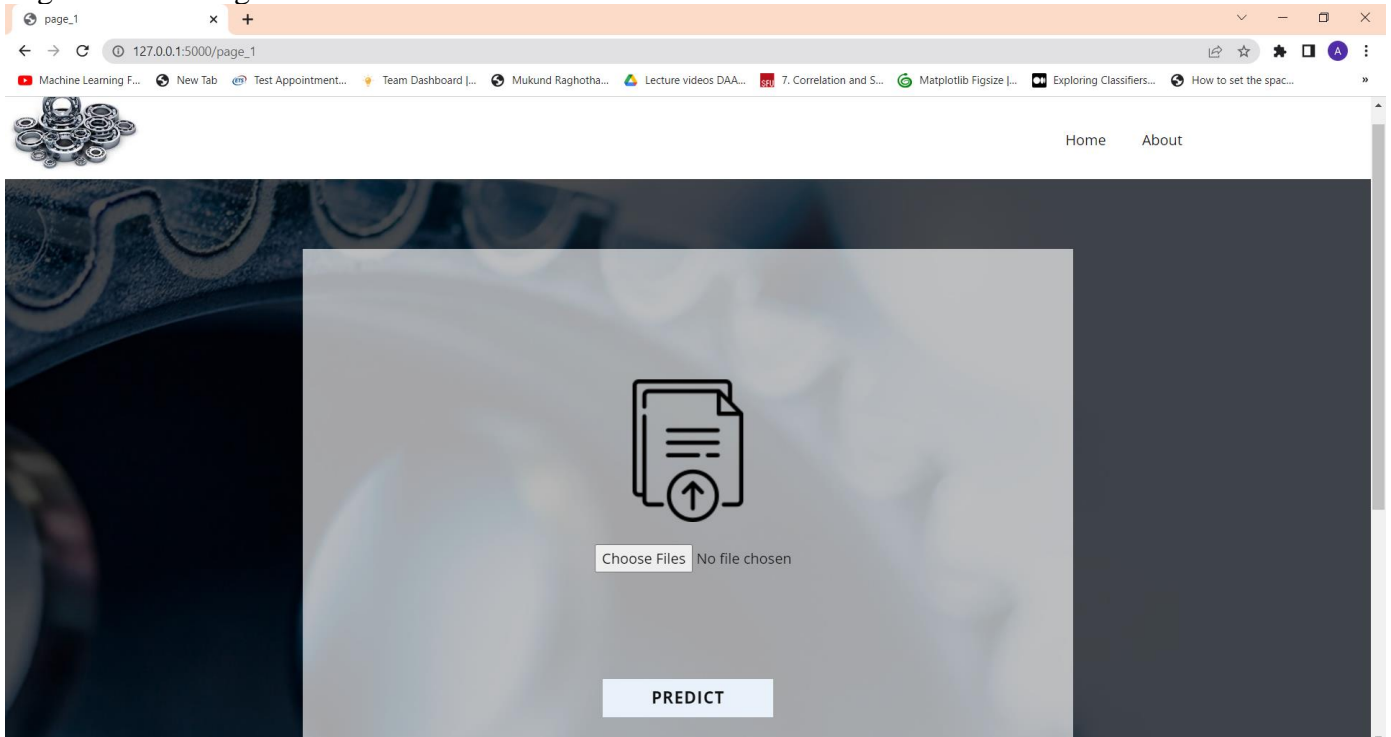 page_1
127.0.0.1:5000/page_1
A
Machine Learning F... New Tab ets Test Appointment... Team Dashboard |... Mukund Raghotha... Lecture videos DAA... SFU 7. Correlation and S... Matplotlib Figsize |... Exploring Classifiers... How to set the spac... »
Home About
Choose Files No file chosen
PREDICT